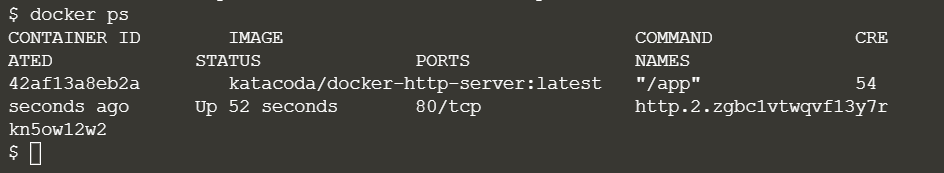 $ docker ps
CONTAINER ID IMAGE COMMAND CRE
ATED STATUS PORTS NAMES
42af13a8eb2a katacoda/docker-http-server:latest "/app" 54
seconds ago Up 52 seconds 80/tcp http.2.zgbc1vtwqvf13y7r
kn5ow12w2
$